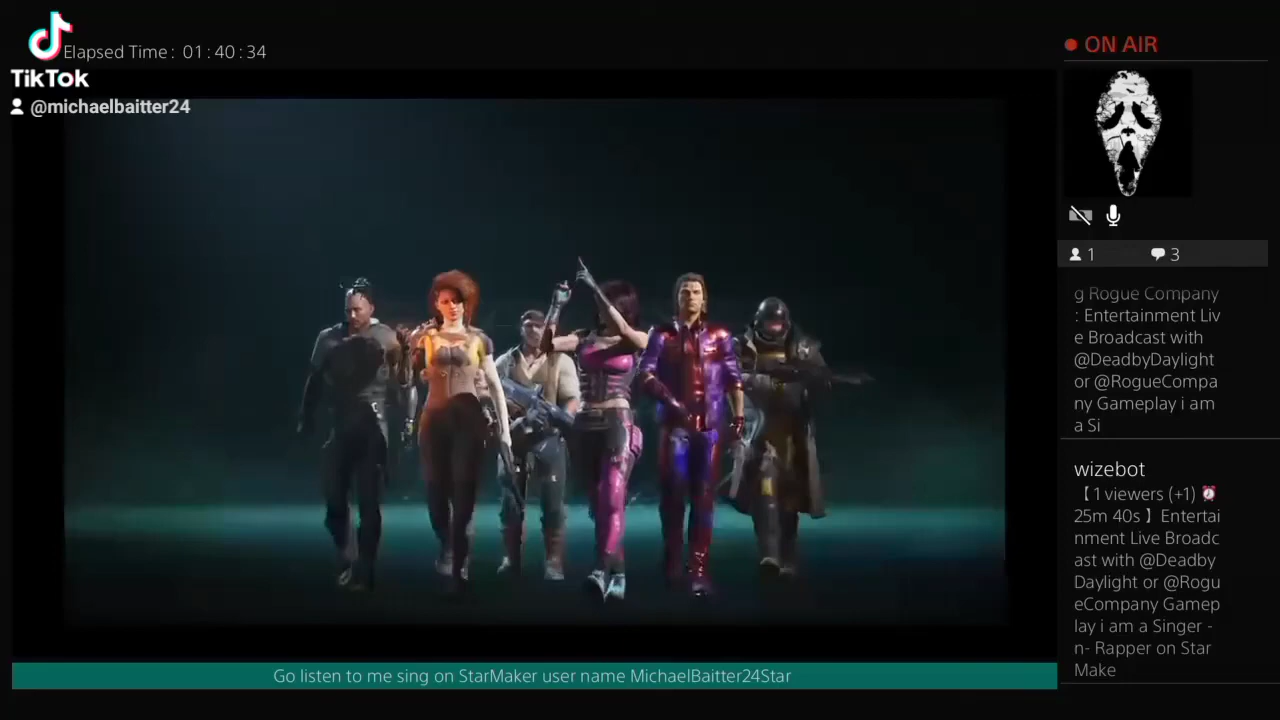 TikTok
@michaelbaitter24
Elapsed Time: 01:40:34
ON AIR
1
3
g Rogue Company
: Entertainment Liv
e Broadcast with
@DeadbyDaylight
or @RogueCompa
ny Gameplay i am
a Si
wizebot
【1 viewers (+1) ⏰
25m 40s 】Entertai
nment Live Broadc
ast with @Deadby
Daylight or @Rogu
eCompany Gamep
lay i am a Singer -
n- Rapper on Star
Make
Go listen to me sing on StarMaker user name MichaelBaitter24Star